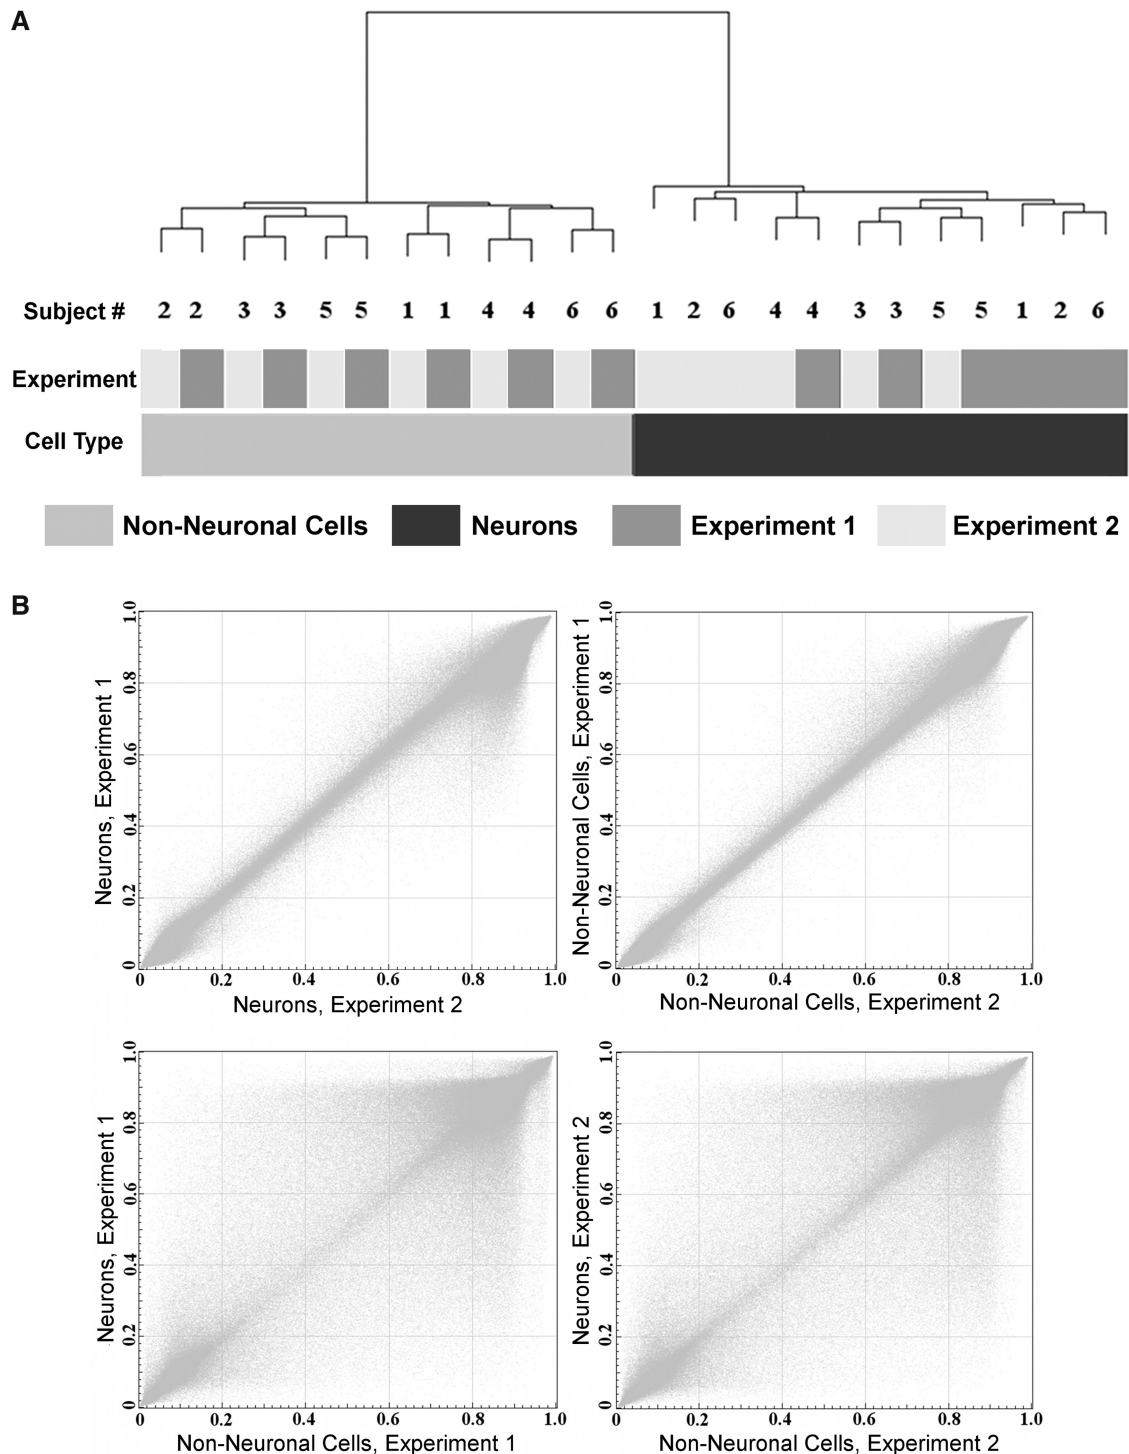 A
Subject # 2 2 3 3 5 5 1 1 4 4 6 6 1 2 6 4 4 3 3 5 5 1 2 6
Experiment
Cell Type
Non-Neuronal Cells Neurons Experiment 1 Experiment 2
B
Neurons, Experiment 1
1.0
0.8
0.6
0.4
0.2
0
0 0.2 0.4 0.6 0.8 1.0
Neurons, Experiment 2
Non-Neuronal Cells, Experiment 1
1.0
0.8
0.6
0.4
0.2
0
0 0.2 0.4 0.6 0.8 1.0
Non-Neuronal Cells, Experiment 2
Neurons, Experiment 1
1.0
0.8
0.6
0.4
0.2
0
0 0.2 0.4 0.6 0.8 1.0
Non-Neuronal Cells, Experiment 1
Neurons, Experiment 2
1.0
0.8
0.6
0.4
0.2
0
0 0.2 0.4 0.6 0.8 1.0
Non-Neuronal Cells, Experiment 2